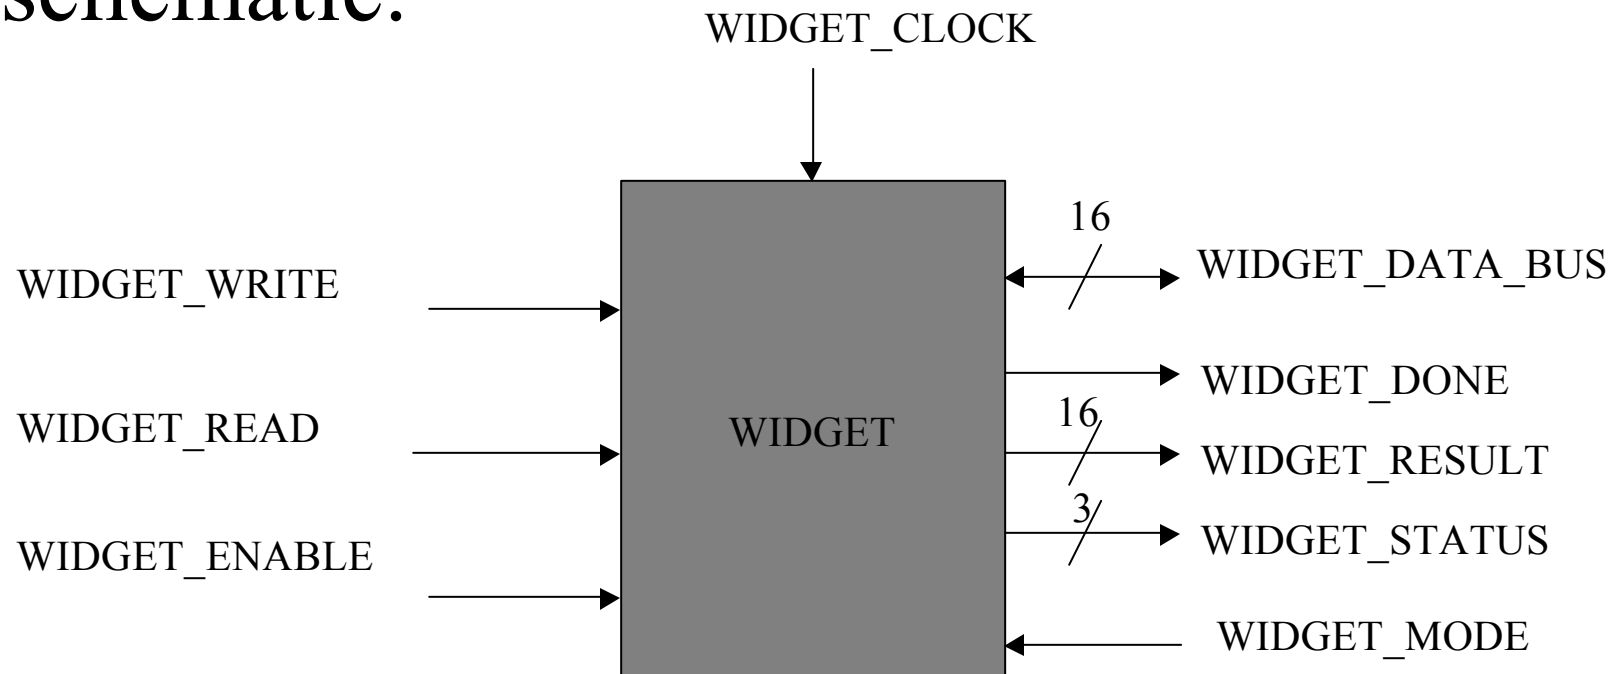 schematic.
WIDGET_CLOCK
16
WIDGET_WRITE
WIDGET_DATA_BUS
WIDGET_DONE
16
WIDGET_READ
WIDGET
WIDGET_RESULT
3
WIDGET_ENABLE
WIDGET_STATUS
WIDGET_MODE